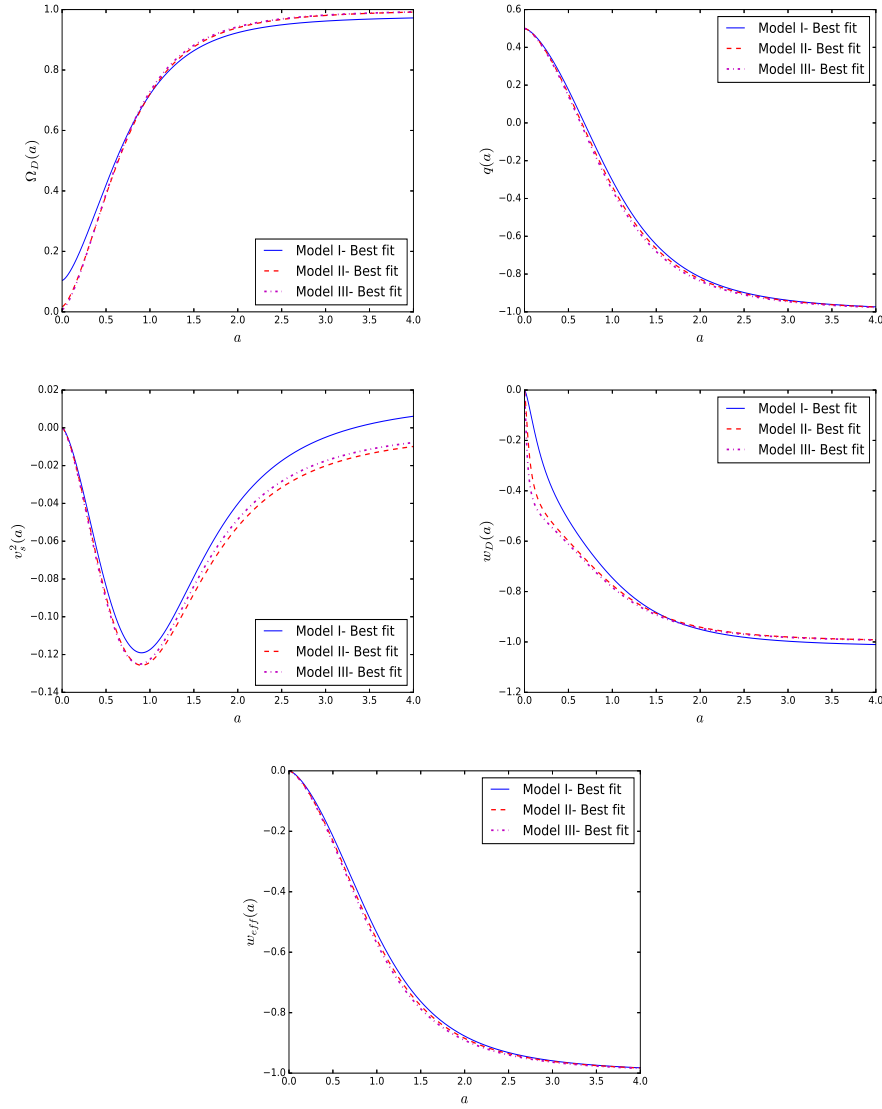 1.0
0.8
0.6
0.4
0.2
0.0
Ω_D(a)
0.0 0.5 1.0 1.5 2.0 2.5 3.0 3.5 4.0
a
Model I- Best fit
Model II- Best fit
Model III- Best fit
0.6
0.4
0.2
0.0
−0.2
−0.4
−0.6
−0.8
−1.0
q(a)
0.0 0.5 1.0 1.5 2.0 2.5 3.0 3.5 4.0
a
Model I- Best fit
Model II- Best fit
Model III- Best fit
0.02
0.00
−0.02
−0.04
−0.06
−0.08
−0.10
−0.12
−0.14
v_s^2(a)
0.0 0.5 1.0 1.5 2.0 2.5 3.0 3.5 4.0
a
Model I- Best fit
Model II- Best fit
Model III- Best fit
0.0
−0.2
−0.4
−0.6
−0.8
−1.0
−1.2
w_D(a)
0.0 0.5 1.0 1.5 2.0 2.5 3.0 3.5 4.0
a
Model I- Best fit
Model II- Best fit
Model III- Best fit
0.0
−0.2
−0.4
−0.6
−0.8
−1.0
w_eff(a)
0.0 0.5 1.0 1.5 2.0 2.5 3.0 3.5 4.0
a
Model I- Best fit
Model II- Best fit
Model III- Best fit